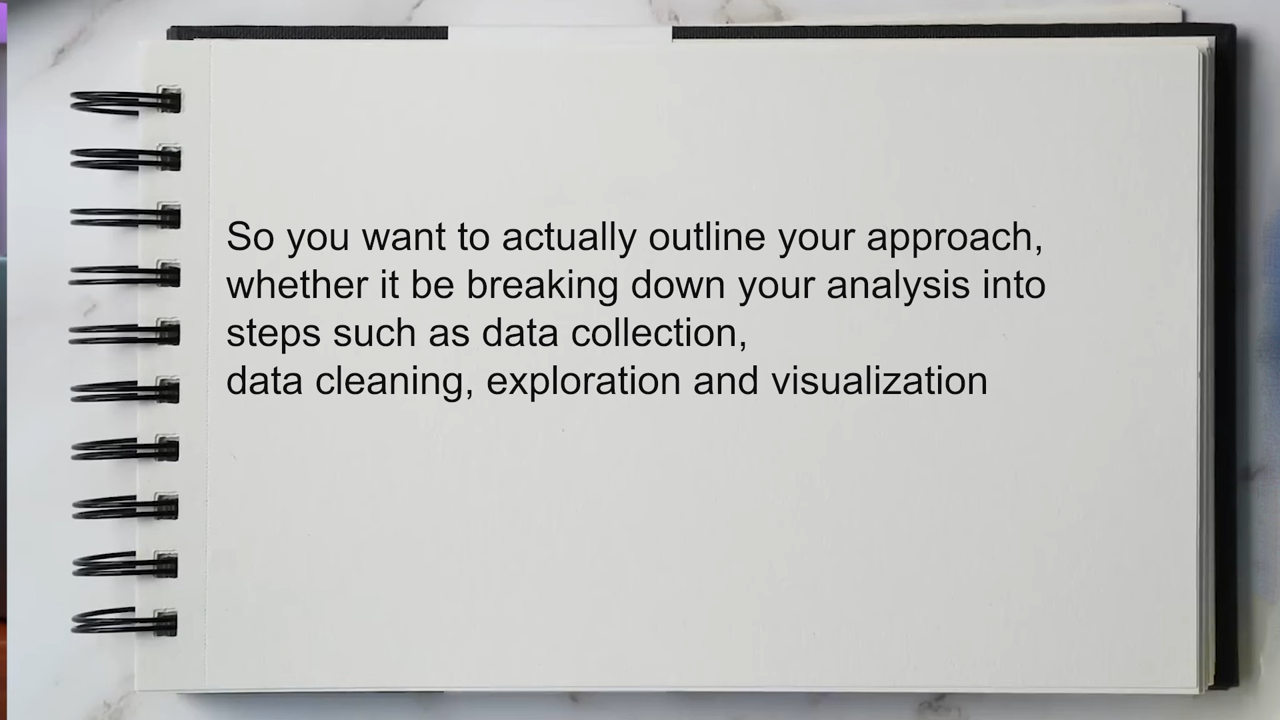 So you want to actually outline your approach,
whether it be breaking down your analysis into
steps such as data collection,
data cleaning, exploration and visualization